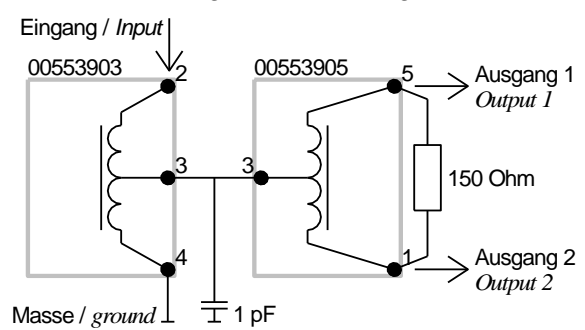 Eingang / Input
00553903
2
00553905
5
Ausgang 1
Output 1
3
3
150 Ohm
4
1
Ausgang 2
Output 2
Masse / ground
1 pF